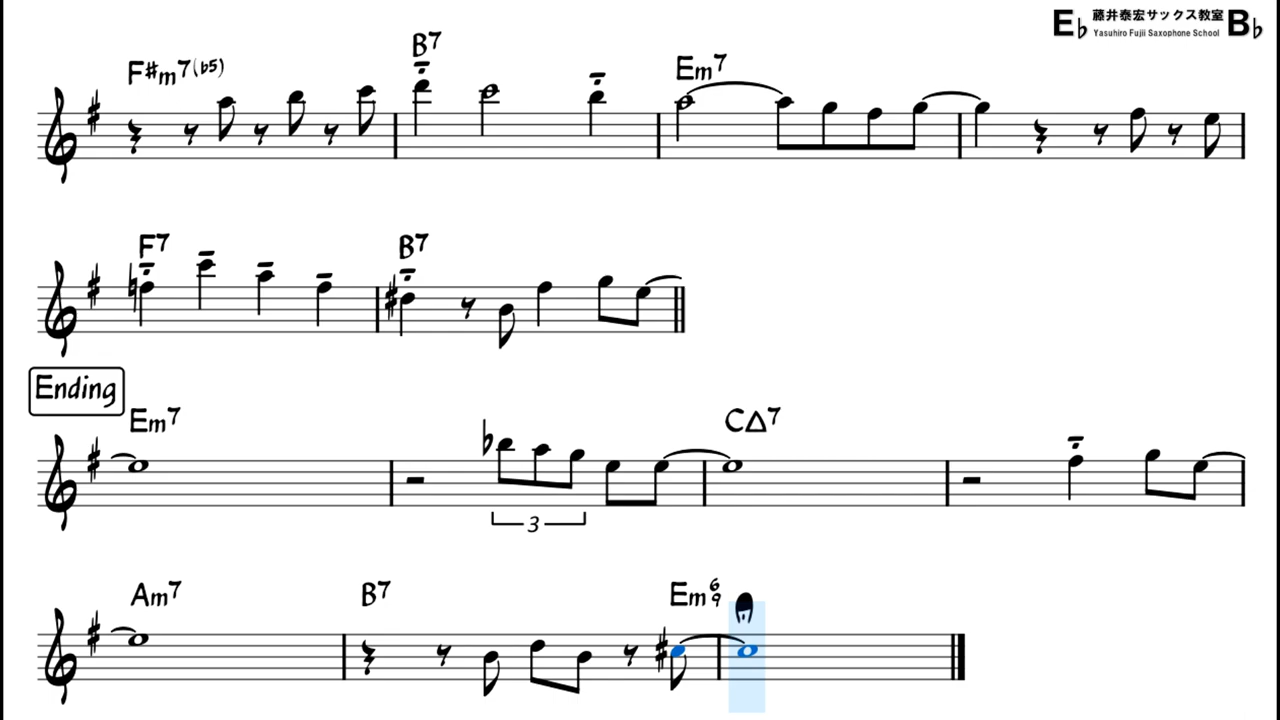 E♭ 藤井泰宏サックス教室 B♭
Yasuhiro Fujii Saxophone School
F#m7(♭5) B7 Em7
F7 B7
Ending
Em7 C△7
3
Am7 B7 Em6/9